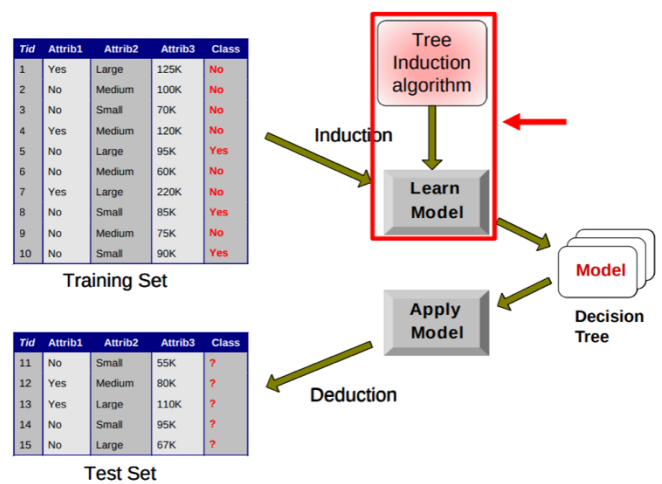 Tid Attrib1 Attrib2 Attrib3 Class
1 Yes Large 125K No
2 No Medium 100K No
3 No Small 70K No
4 Yes Medium 120K No
5 No Large 95K Yes
6 No Medium 60K No
7 Yes Large 220K No
8 No Small 85K Yes
9 No Medium 75K No
10 No Small 90K Yes
Training Set
Tree
Induction
algorithm
Induction
Learn
Model
Model
Decision
Tree
Apply
Model
Deduction
Tid Attrib1 Attrib2 Attrib3 Class
11 No Small 55K ?
12 Yes Medium 80K ?
13 Yes Large 110K ?
14 No Small 95K ?
15 No Large 67K ?
Test Set